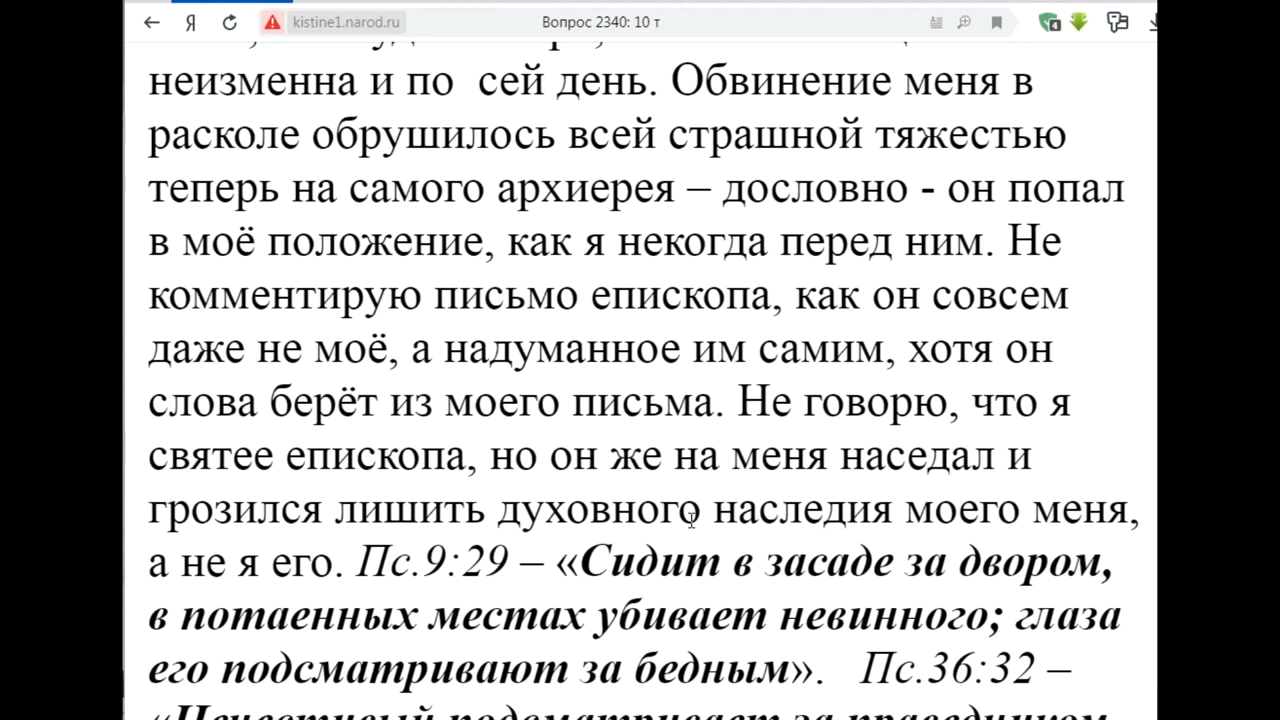 kistine1.narod.ru
Вопрос 2340: 10 т
неизменна и по сей день. Обвинение меня в
расколе обрушилось всей страшной тяжестью
теперь на самого архиерея – дословно - он попал
в моё положение, как я некогда перед ним. Не
комментирую письмо епископа, как он совсем
даже не моё, а надуманное им самим, хотя он
слова берёт из моего письма. Не говорю, что я
святее епископа, но он же на меня наседал и
грозился лишить духовного наследия моего меня,
а не я его. Пс.9:29 – «Сидит в засаде за двором,
в потаенных местах убивает невинного; глаза
его подсматривают за бедным». Пс.36:32 –
«Нечестивый подсматривает за праведником